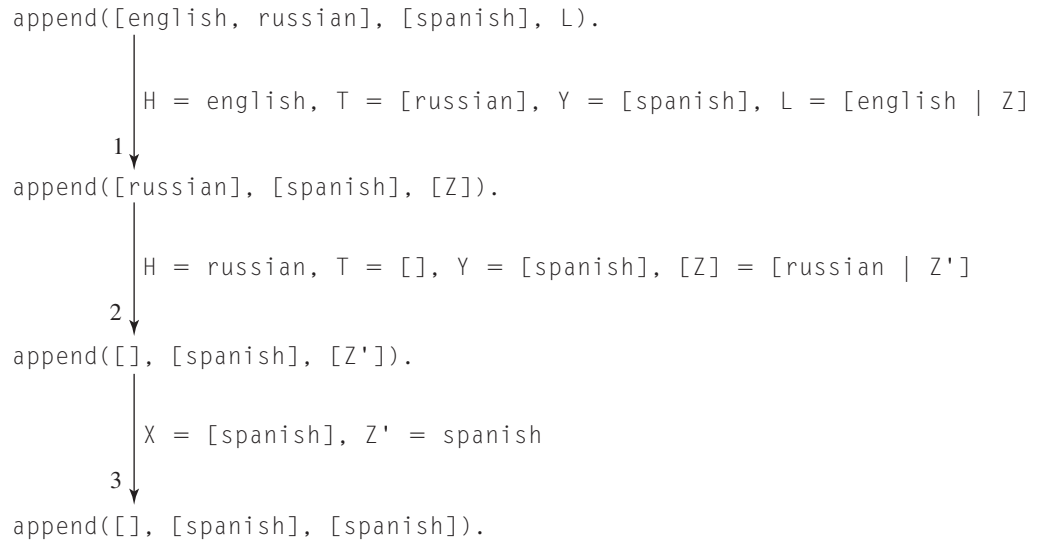 append([english, russian], [spanish], L).
H = english, T = [russian], Y = [spanish], L = [english | Z]
1
append([russian], [spanish], [Z]).
H = russian, T = [], Y = [spanish], [Z] = [russian | Z']
2
append([], [spanish], [Z']).
X = [spanish], Z' = spanish
3
append([], [spanish], [spanish]).